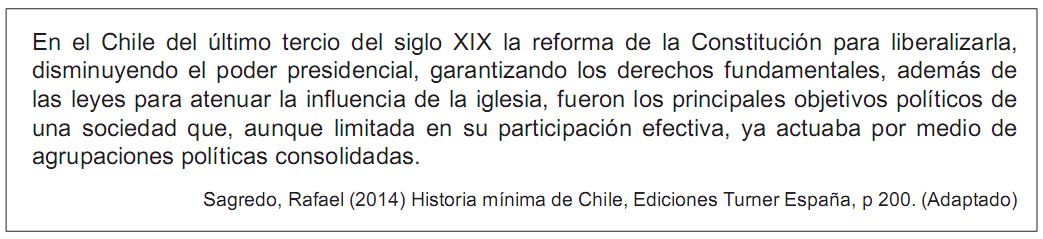 En el Chile del último tercio del siglo XIX la reforma de la Constitución para liberalizarla,
disminuyendo el poder presidencial, garantizando los derechos fundamentales, además de
las leyes para atenuar la influencia de la iglesia, fueron los principales objetivos políticos de
una sociedad que, aunque limitada en su participación efectiva, ya actuaba por medio de
agrupaciones políticas consolidadas.
Sagredo, Rafael (2014) Historia mínima de Chile, Ediciones Turner España, p 200. (Adaptado)